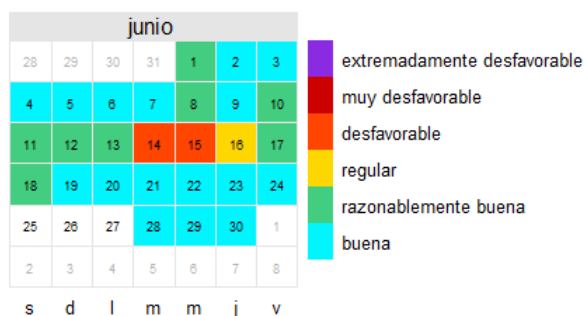 junio
28 29 30 31 1 2 3
4 5 6 7 8 9 10
11 12 13 14 15 16 17
18 19 20 21 22 23 24
25 26 27 28 29 30 1
2 3 4 5 6 7 8
s d l m m j v
extremadamente desfavorable
muy desfavorable
desfavorable
regular
razonablemente buena
buena